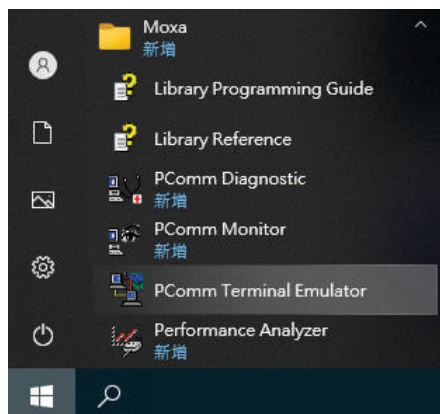 Moxa
新增
Library Programming Guide
Library Reference
PComm Diagnostic
新增
PComm Monitor
新增
PComm Terminal Emulator
Performance Analyzer
新增